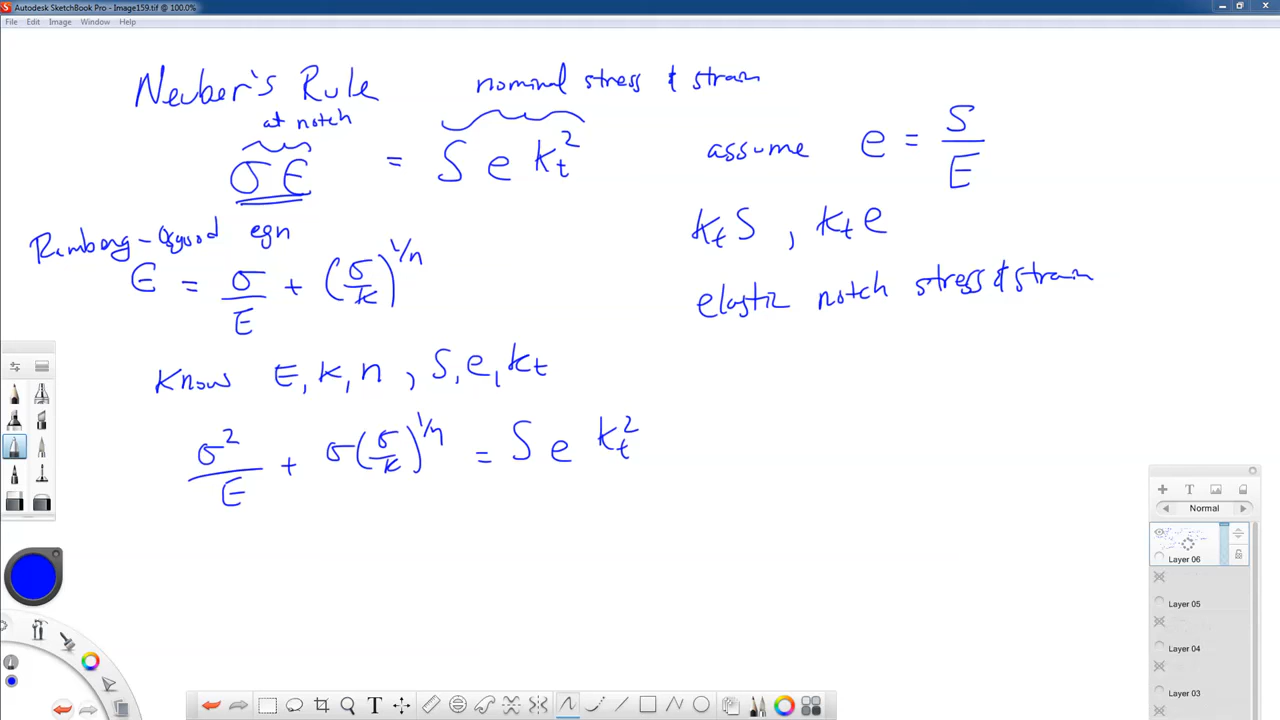 Autodesk SketchBook Pro - Image159.tif @ 100.0%
File Edit Image Window Help
Neuber's Rule
nominal stress & strain
at notch
σ ε = S e kt²
assume e = S/E
kt S , kt e
elastic notch stress & strain
Ramberg-Osgood eqn
ε = σ/E + (σ/k)^1/n
Know E, k, n , S, e, kt
σ²/E + σ(σ/k)^1/n = S e kt²
T
Normal
Layer 06
Layer 05
Layer 04
Layer 03
T